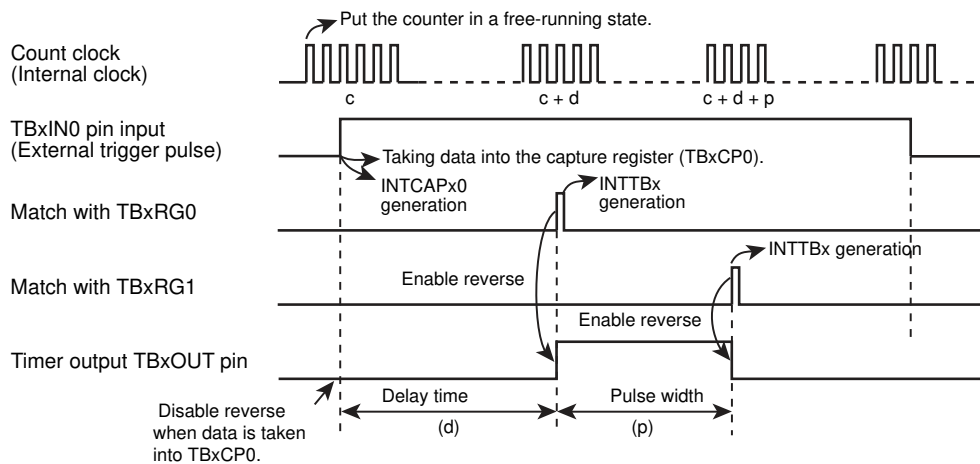 Put the counter in a free-running state.
Count clock
(Internal clock)
c
c + d
c + d + p
TBxIN0 pin input
(External trigger pulse)
Taking data into the capture register (TBxCP0).
INTCAPx0
generation
INTTBx
generation
Match with TBxRG0
INTTBx generation
Enable reverse
Match with TBxRG1
Enable reverse
Timer output TBxOUT pin
Disable reverse
when data is taken
into TBxCP0.
Delay time
(d)
Pulse width
(p)